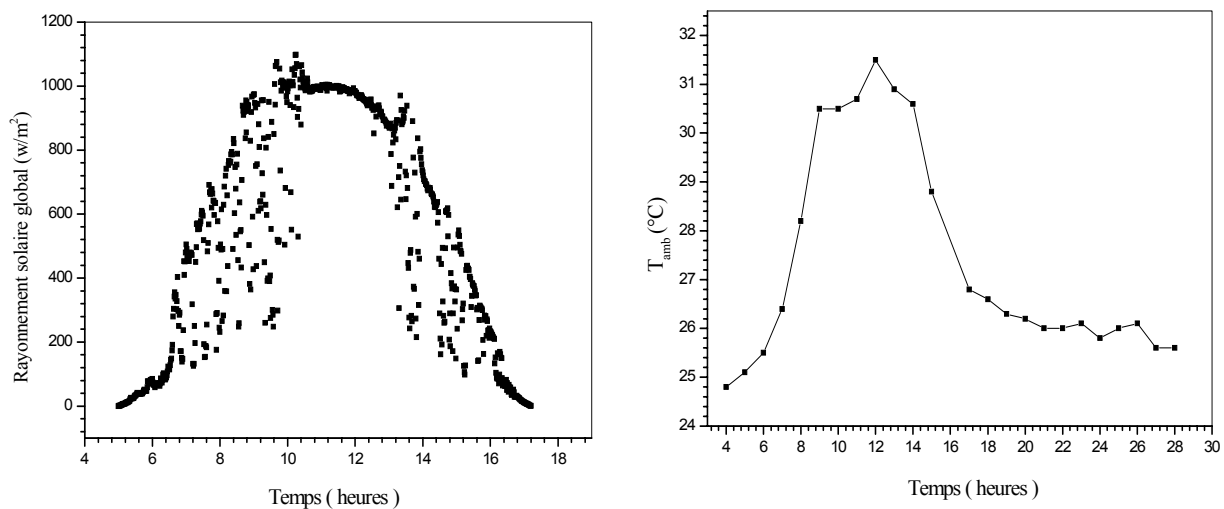 1200
1000
800
600
400
200
0
Rayonnement solaire global (w/m²)
4 6 8 10 12 14 16 18
Temps ( heures )
32
31
30
29
28
27
26
25
24
T_amb (°C)
4 6 8 10 12 14 16 18 20 22 24 26 28 30
Temps ( heures )